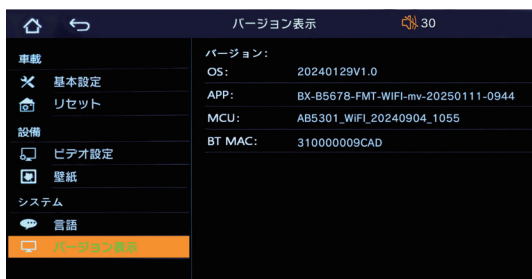 バージョン表示 30
車載
基本設定
リセット
設備
ビデオ設定
壁紙
システム
言語
バージョン表示
バージョン:
OS: 20240129V1.0
APP: BX-B5678-FMT-WIFI-mv-20250111-0944
MCU: AB5301_WiFI_20240904_1055
BT MAC: 310000009CAD